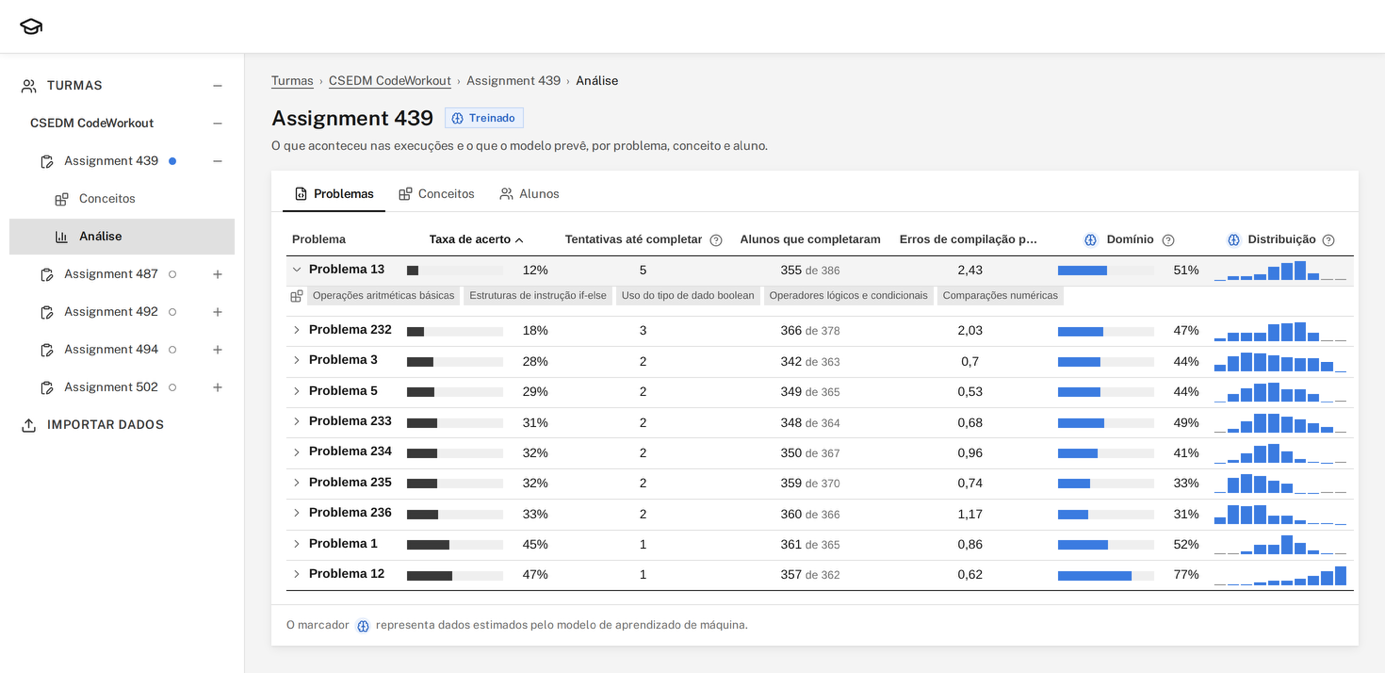 TURMAS
CSEDM CodeWorkout
Assignment 439
Conceitos
Análise
Assignment 487
Assignment 492
Assignment 494
Assignment 502
IMPORTAR DADOS
Turmas › CSEDM CodeWorkout › Assignment 439 › Análise
Assignment 439 Treinado
O que aconteceu nas execuções e o que o modelo prevê, por problema, conceito e aluno.
Problemas Conceitos Alunos
Problema Taxa de acerto Tentativas até completar Alunos que completaram Erros de compilação p... Domínio Distribuição
Problema 13 12% 5 355 de 386 2,43 51%
Operações aritméticas básicas Estruturas de instrução if-else Uso do tipo de dado boolean Operadores lógicos e condicionais Comparações numéricas
Problema 232 18% 3 366 de 378 2,03 47%
Problema 3 28% 2 342 de 363 0,7 44%
Problema 5 29% 2 349 de 365 0,53 44%
Problema 233 31% 2 348 de 364 0,68 49%
Problema 234 32% 2 350 de 367 0,96 41%
Problema 235 32% 2 359 de 370 0,74 33%
Problema 236 33% 2 360 de 366 1,17 31%
Problema 1 45% 1 361 de 365 0,86 52%
Problema 12 47% 1 357 de 362 0,62 77%
O marcador representa dados estimados pelo modelo de aprendizado de máquina.